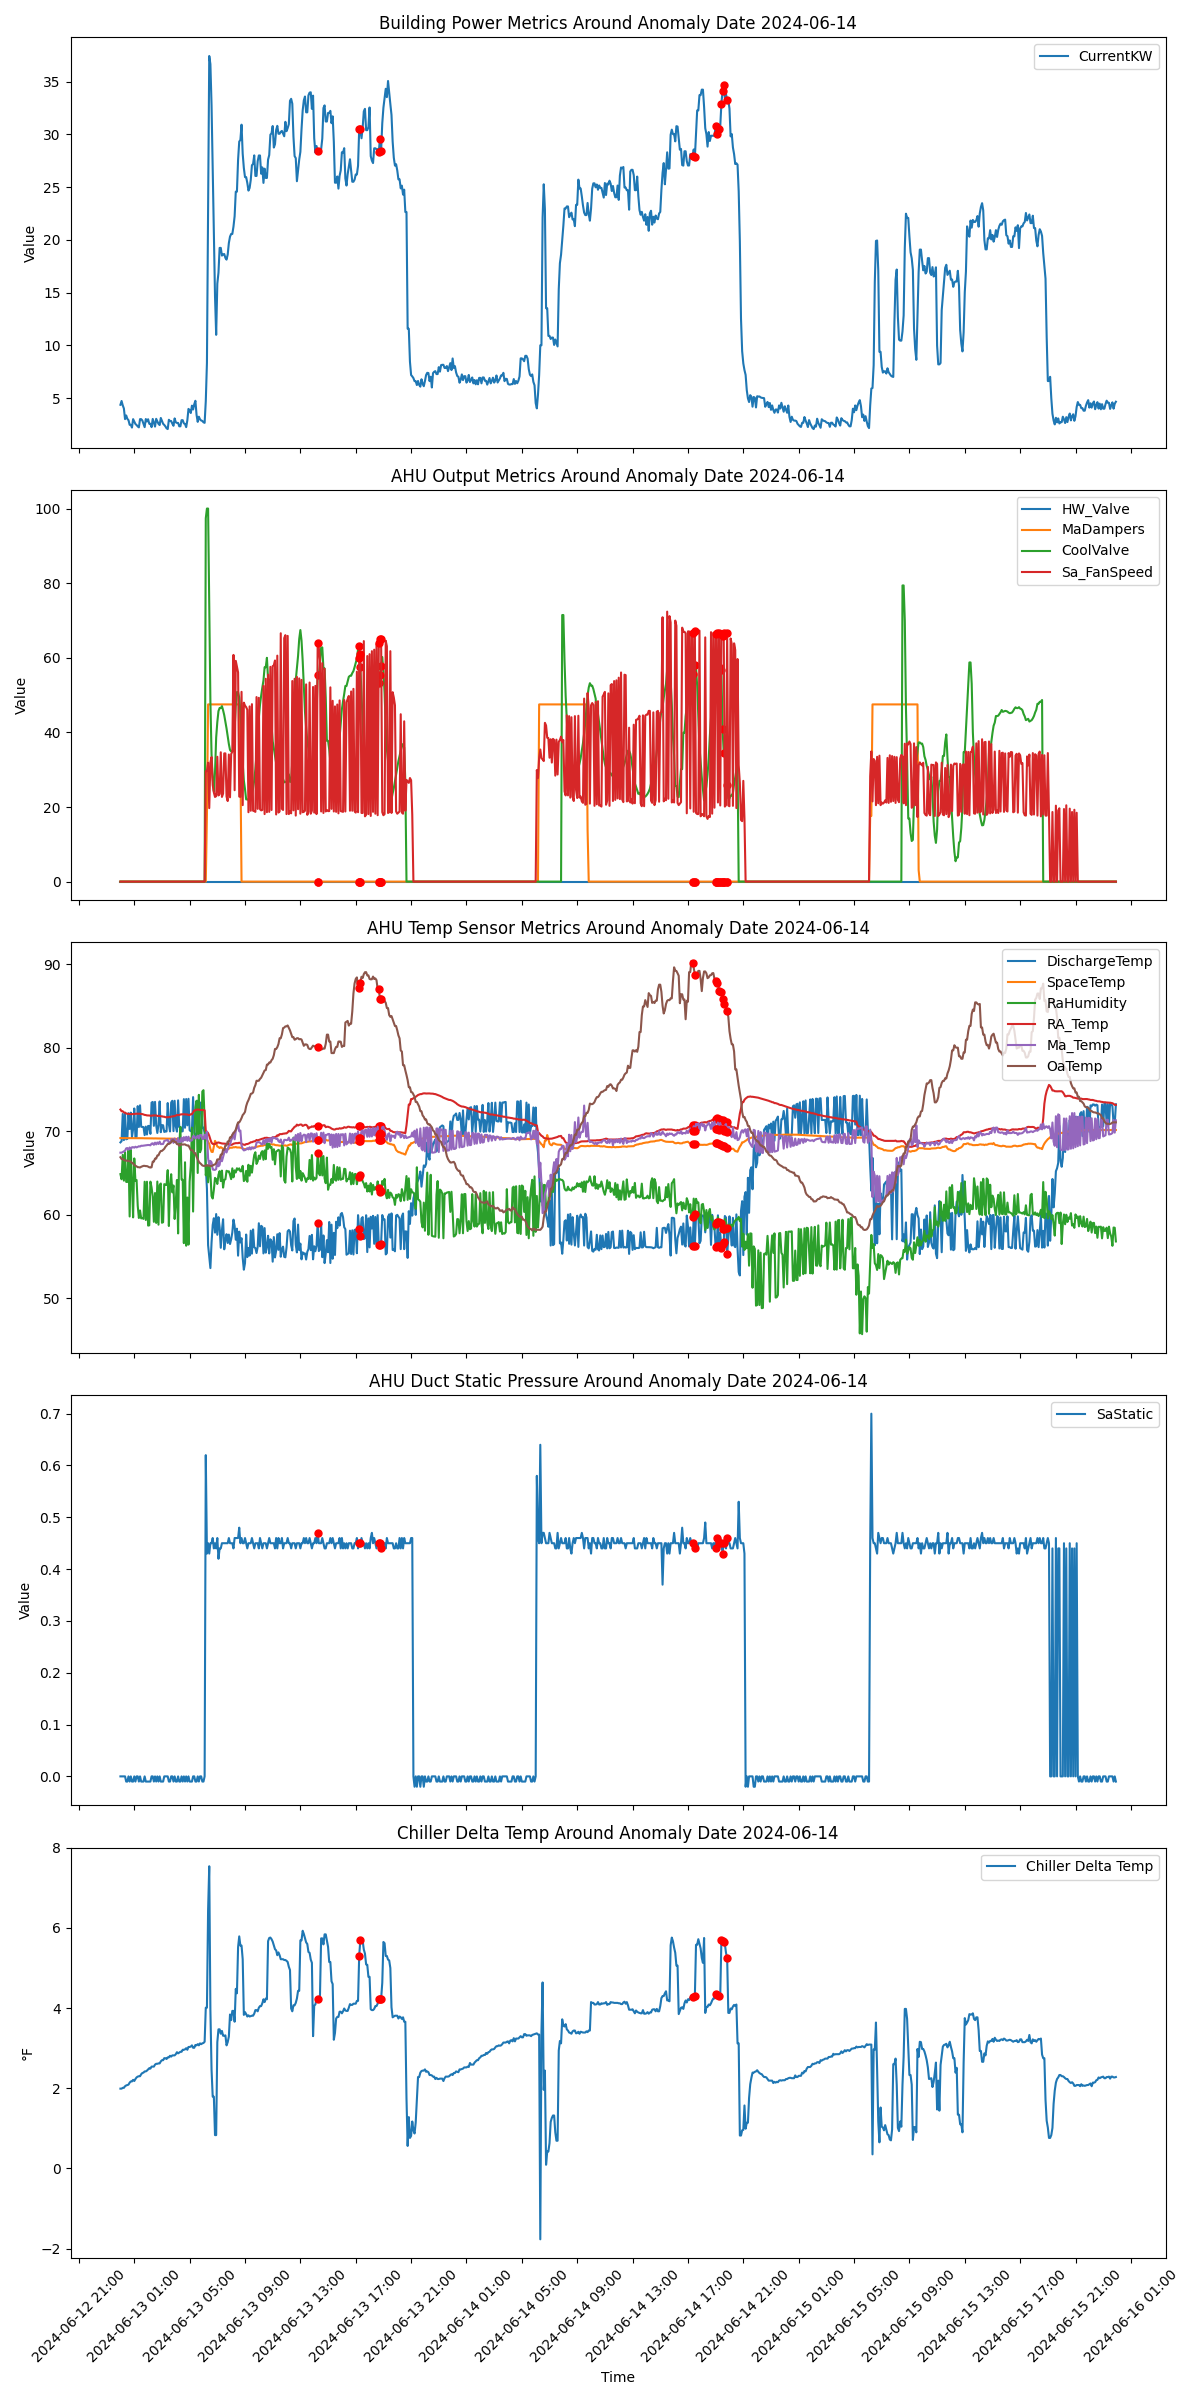 Building Power Metrics Around Anomaly Date 2024-06-14
CurrentKW
35
30
25
20
15
10
5
Value
AHU Output Metrics Around Anomaly Date 2024-06-14
HW_Valve
MaDampers
CoolValve
Sa_FanSpeed
100
80
60
40
20
0
Value
AHU Temp Sensor Metrics Around Anomaly Date 2024-06-14
DischargeTemp
SpaceTemp
RaHumidity
RA_Temp
Ma_Temp
OaTemp
90
80
70
60
50
Value
AHU Duct Static Pressure Around Anomaly Date 2024-06-14
SaStatic
0.7
0.6
0.5
0.4
0.3
0.2
0.1
0.0
Value
Chiller Delta Temp Around Anomaly Date 2024-06-14
Chiller Delta Temp
8
6
4
2
0
−2
°F
2024-06-12 21:00
2024-06-13 01:00
2024-06-13 05:00
2024-06-13 09:00
2024-06-13 13:00
2024-06-13 17:00
2024-06-13 21:00
2024-06-14 01:00
2024-06-14 05:00
2024-06-14 09:00
2024-06-14 13:00
2024-06-14 17:00
2024-06-14 21:00
2024-06-15 01:00
2024-06-15 05:00
2024-06-15 09:00
2024-06-15 13:00
2024-06-15 17:00
2024-06-15 21:00
2024-06-16 01:00
Time